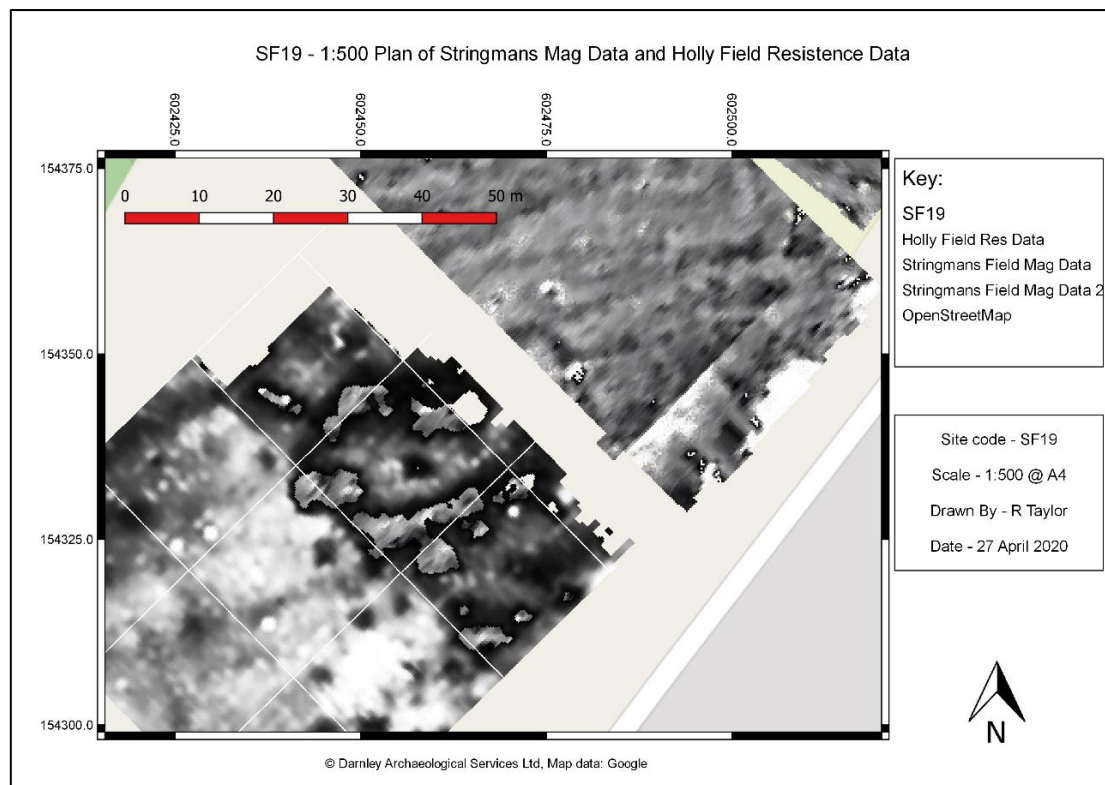 SF19 - 1:500 Plan of Stringmans Mag Data and Holly Field Resistence Data
602425.0
602450.0
602475.0
602500.0
154375.0
0 10 20 30 40 50 m
154350.0
154325.0
154300.0
Key:
SF19
Holly Field Res Data
Stringmans Field Mag Data
Stringmans Field Mag Data 2
OpenStreetMap
Site code - SF19
Scale - 1:500 @ A4
Drawn By - R Taylor
Date - 27 April 2020
N
© Darnley Archaeological Services Ltd, Map data: Google